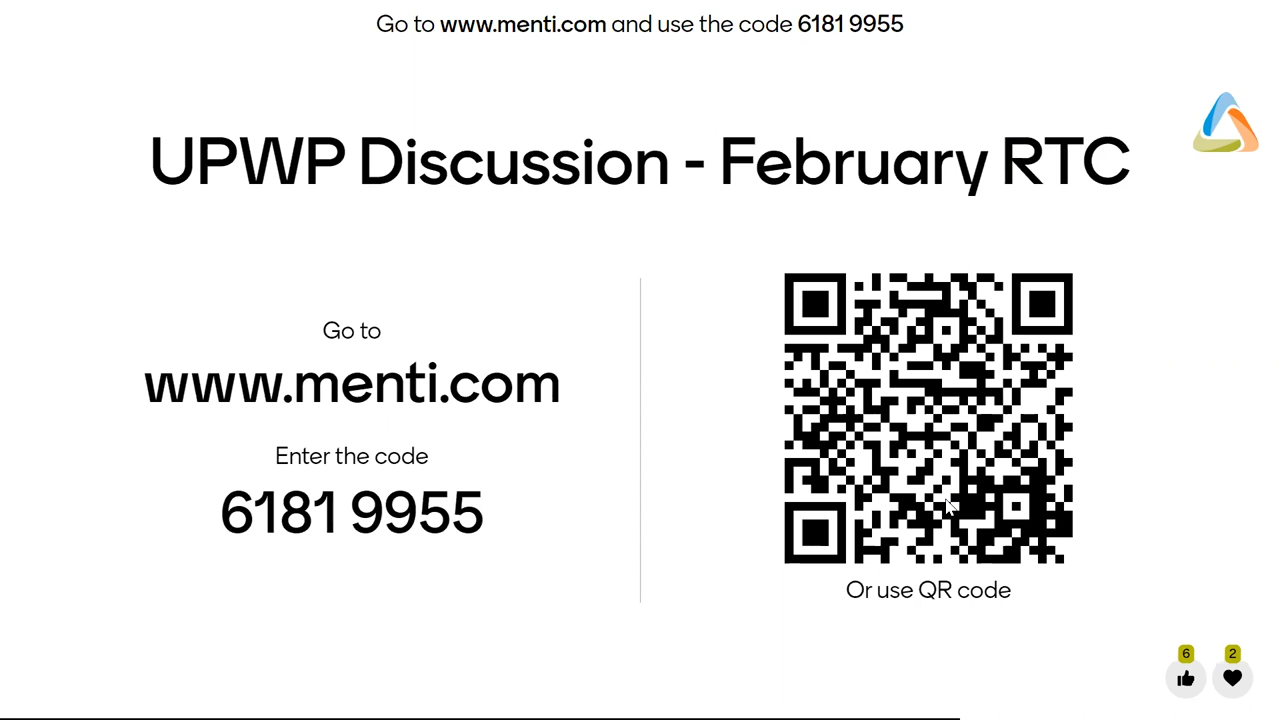 Go to www.menti.com and use the code 6181 9955
UPWP Discussion - February RTC
Go to
www.menti.com
Enter the code
6181 9955
Or use QR code
6
2